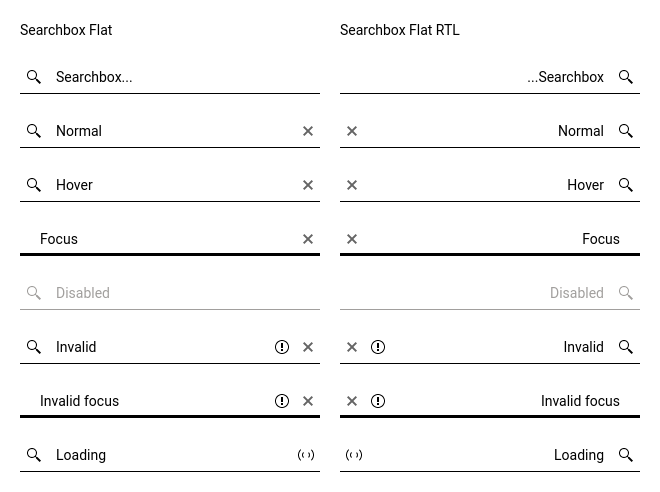 Searchbox Flat
Searchbox...
Normal
Hover
Focus
Disabled
Invalid
Invalid focus
Loading
Searchbox Flat RTL
...Searchbox
Normal
Hover
Focus
Disabled
Invalid
Invalid focus
Loading